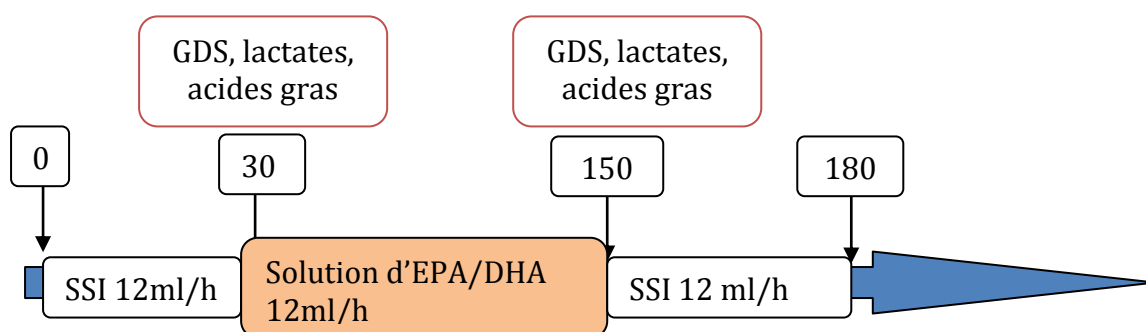 GDS, lactates,
acides gras
GDS, lactates,
acides gras
0
30
150
180
SSI 12ml/h
Solution d’EPA/DHA
12ml/h
SSI 12 ml/h